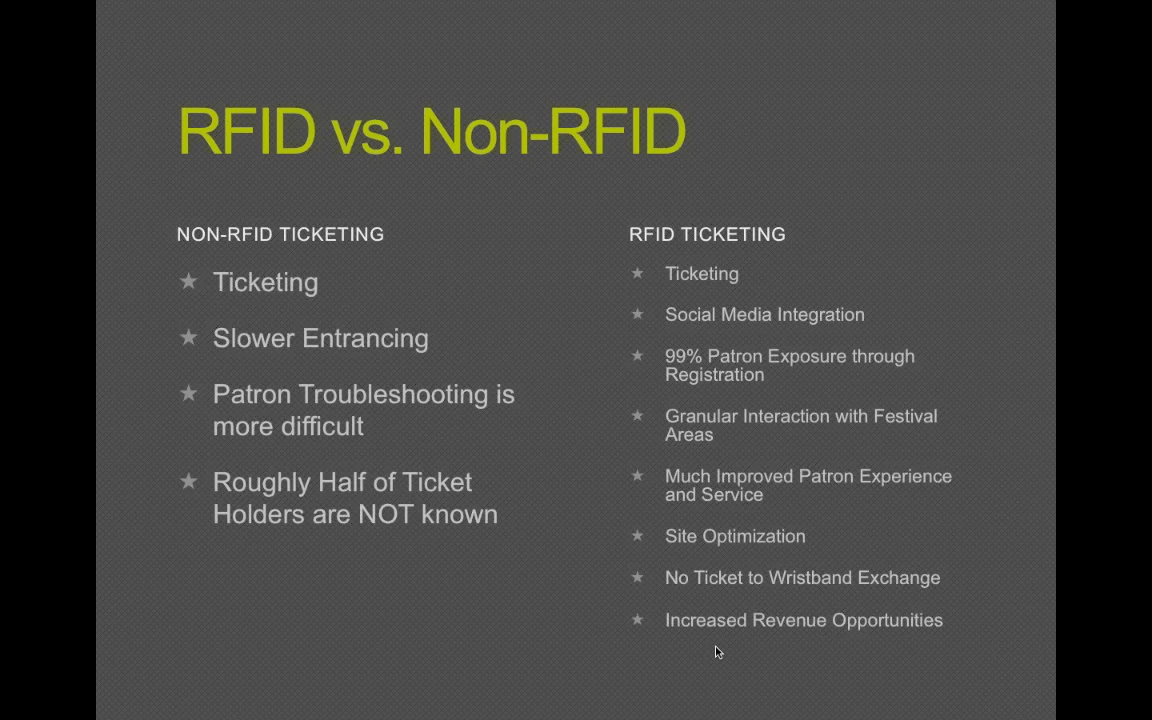 RFID vs. Non-RFID
NON-RFID TICKETING
Ticketing
Slower Entrancing
Patron Troubleshooting is
more difficult
Roughly Half of Ticket
Holders are NOT known
RFID TICKETING
Ticketing
Social Media Integration
99% Patron Exposure through
Registration
Granular Interaction with Festival
Areas
Much Improved Patron Experience
and Service
Site Optimization
No Ticket to Wristband Exchange
Increased Revenue Opportunities